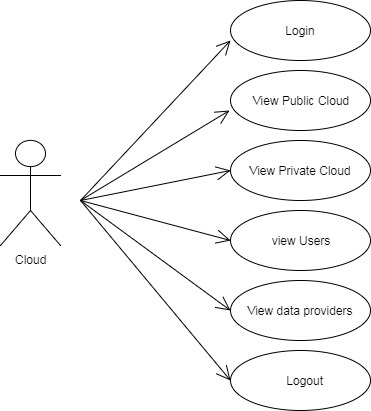 Login
View Public Cloud
View Private Cloud
Cloud
view Users
View data providers
Logout